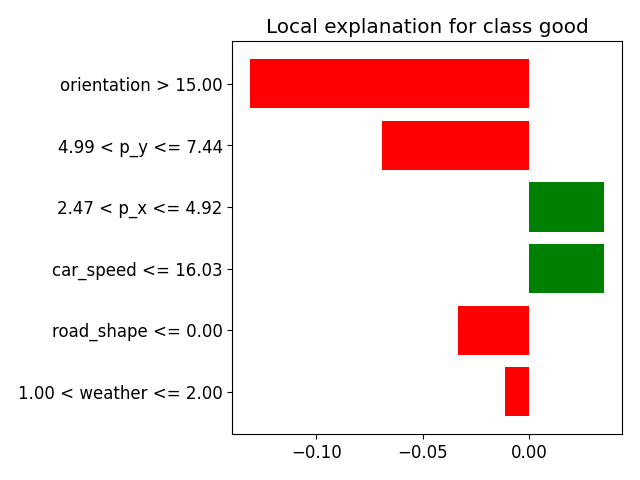 Local explanation for class good
orientation > 15.00
4.99 < p_y <= 7.44
2.47 < p_x <= 4.92
car_speed <= 16.03
road_shape <= 0.00
1.00 < weather <= 2.00
−0.10 −0.05 0.00